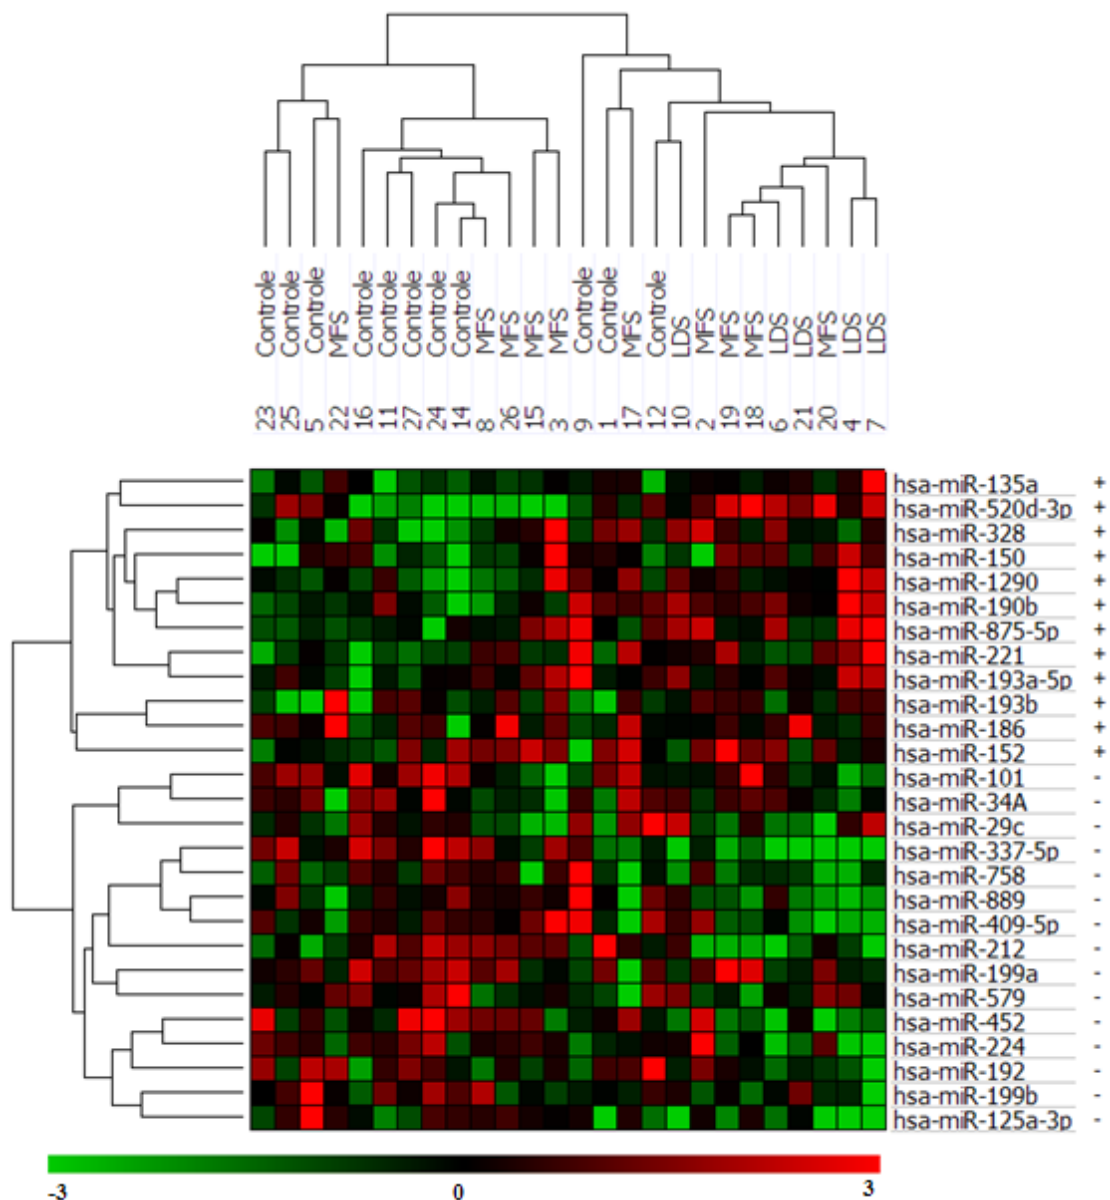 Controle Controle Controle MFS Controle Controle Controle Controle Controle MFS MFS MFS MFS Controle Controle MFS Controle LDS MFS MFS MFS LDS LDS MFS LDS LDS
23 25 5 22 16 11 27 24 14 8 26 15 3 9 1 17 12 10 2 19 18 6 21 20 4 7
hsa-miR-135a +
hsa-miR-520d-3p +
hsa-miR-328 +
hsa-miR-150 +
hsa-miR-1290 +
hsa-miR-190b +
hsa-miR-875-5p +
hsa-miR-221 +
hsa-miR-193a-5p +
hsa-miR-193b +
hsa-miR-186 +
hsa-miR-152 +
hsa-miR-101 -
hsa-miR-34A -
hsa-miR-29c -
hsa-miR-337-5p -
hsa-miR-758 -
hsa-miR-889 -
hsa-miR-409-5p -
hsa-miR-212 -
hsa-miR-199a -
hsa-miR-579 -
hsa-miR-452 -
hsa-miR-224 -
hsa-miR-192 -
hsa-miR-199b -
hsa-miR-125a-3p -
-3 0 3